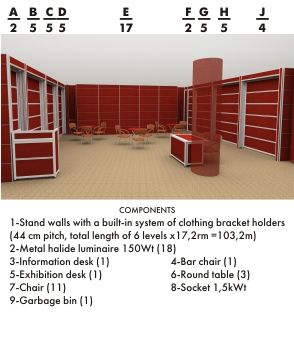 A B C D E F G S H J
2 5 5 5 17 2 5 5 4
COMPONENTS
1-Stand walls with a built-in system of clothing bracket holders
(44 cm pitch, total length of 6 levels x17,2rm =103,2m)
2-Metal halide luminaire 150Wt (18)
3-Information desk (1) 4-Bar chair (1)
5-Exhibition desk (1) 6-Round table (3)
7-Chair (11) 8-Socket 1,5kWt
9-Garbage bin (1)